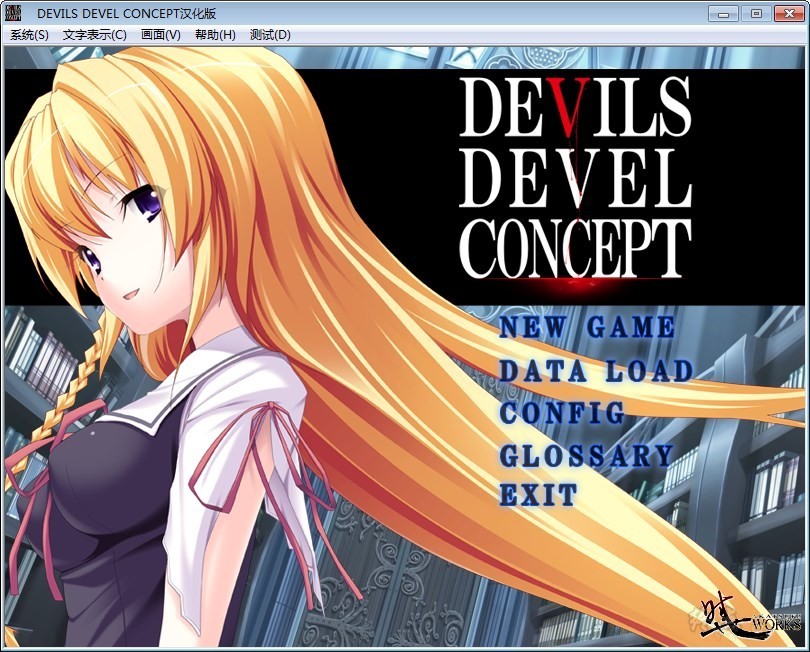 DEVILS DEVEL CONCEPT汉化版
系统(S) 文字表示(C) 画面(V) 帮助(H) 测试(D)
DEVILS
DEVEL
CONCEPT
NEW GAME
DATA LOAD
CONFIG
GLOSSARY
EXIT
WORKS